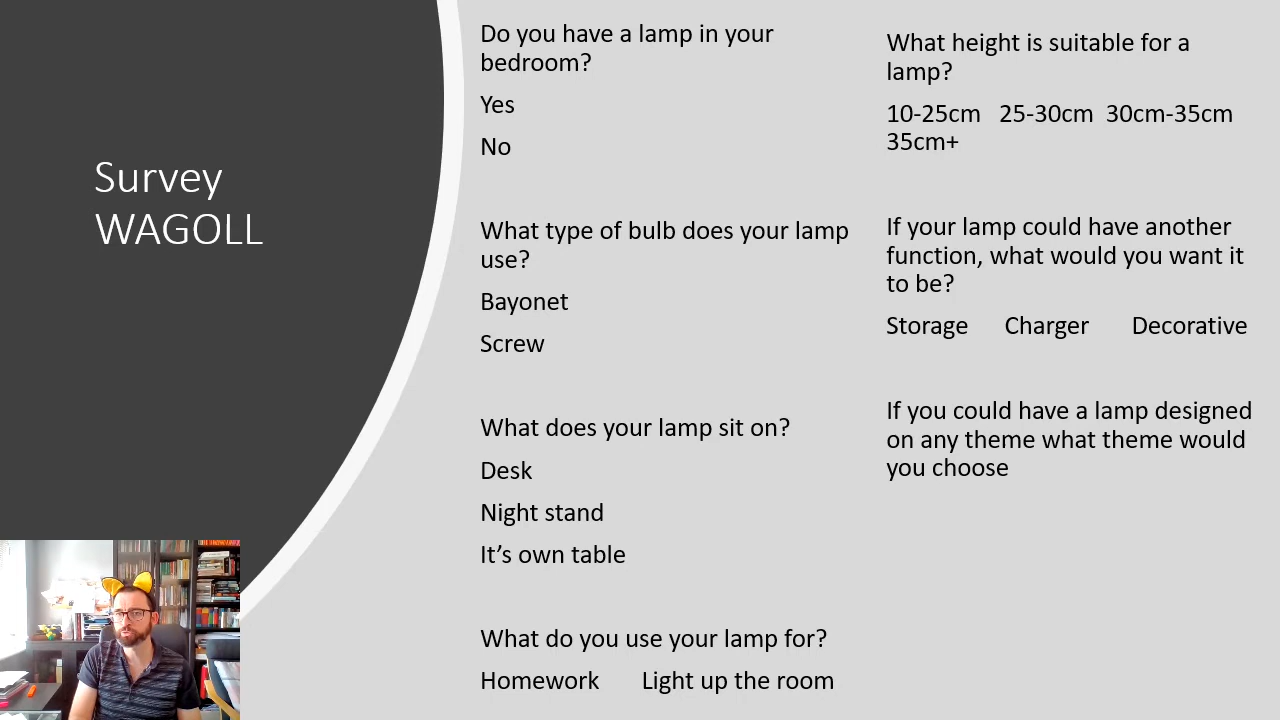 Survey
WAGOLL
Do you have a lamp in your
bedroom?
Yes
No
What type of bulb does your lamp
use?
Bayonet
Screw
What does your lamp sit on?
Desk
Night stand
It’s own table
What do you use your lamp for?
Homework Light up the room
What height is suitable for a
lamp?
10-25cm 25-30cm 30cm-35cm
35cm+
If your lamp could have another
function, what would you want it
to be?
Storage Charger Decorative
If you could have a lamp designed
on any theme what theme would
you choose